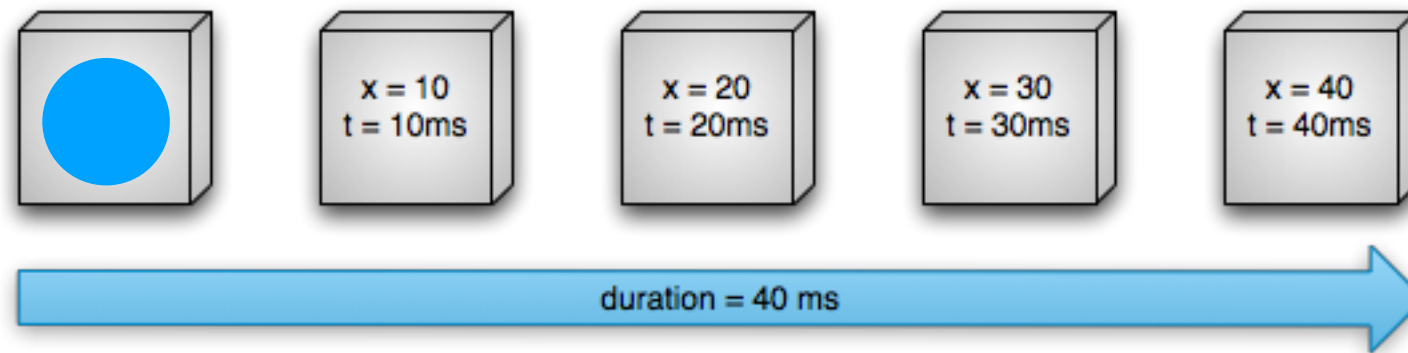 x = 10
t = 10ms
x = 20
t = 20ms
x = 30
t = 30ms
x = 40
t = 40ms
duration = 40 ms